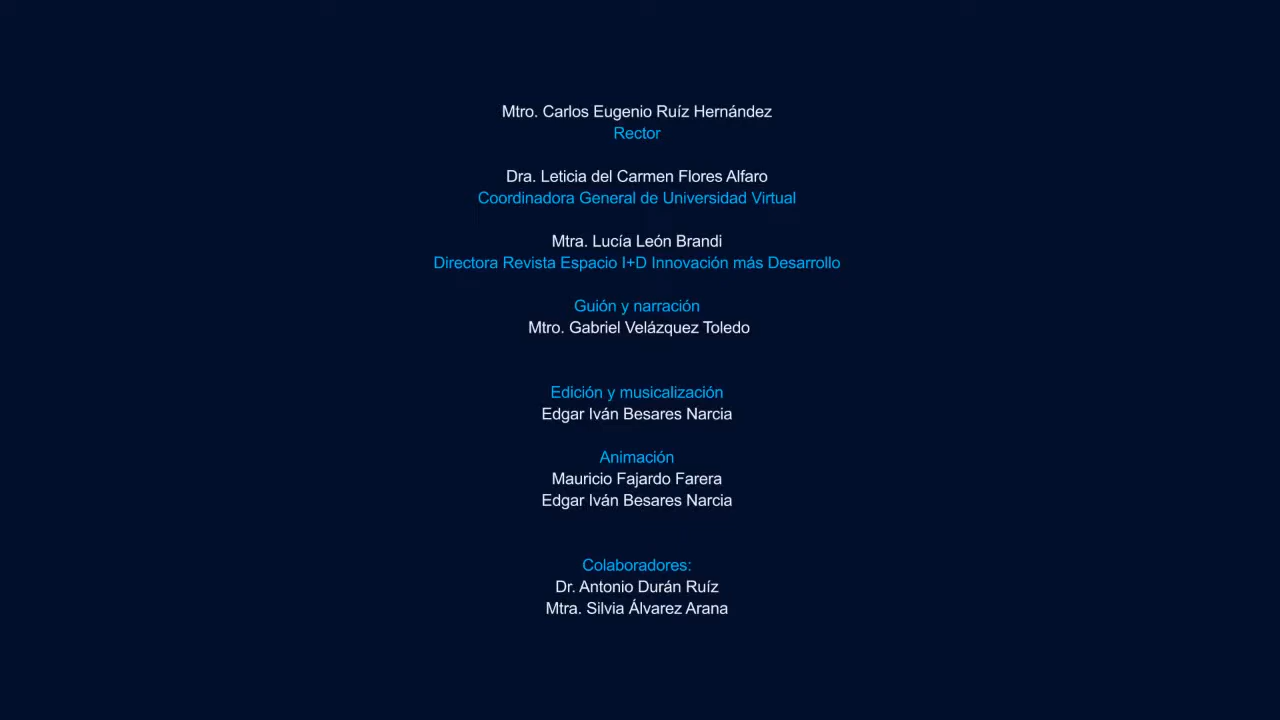 Mtro. Carlos Eugenio Ruíz Hernández
Rector
Dra. Leticia del Carmen Flores Alfaro
Coordinadora General de Universidad Virtual
Mtra. Lucía León Brandi
Directora Revista Espacio I+D Innovación más Desarrollo
Guión y narración
Mtro. Gabriel Velázquez Toledo
Edición y musicalización
Edgar Iván Besares Narcia
Animación
Mauricio Fajardo Farera
Edgar Iván Besares Narcia
Colaboradores:
Dr. Antonio Durán Ruíz
Mtra. Silvia Álvarez Arana